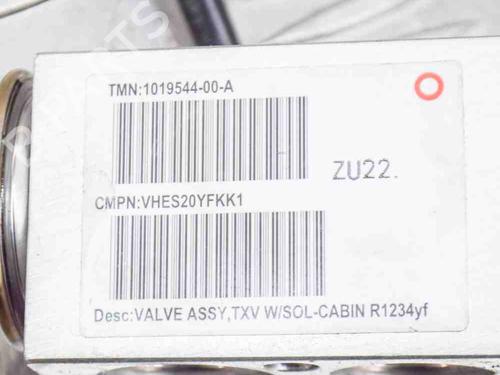 TMN:1019544-00-A
ZU22.
CMPN:VHES20YFKK1
Desc:VALVE ASSY,TXV W/SOL-CABIN R1234yf